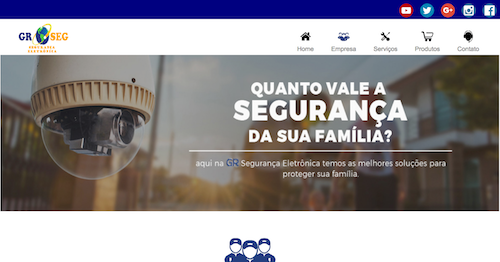 GR SEG
SEGURANÇA
ELETRÔNICA
Home
Empresa
Serviços
Produtos
Contato
QUANTO VALE A
SEGURANÇA
DA SUA FAMÍLIA?
aqui na GR Segurança Eletrônica temos as melhores soluções para
proteger sua família.